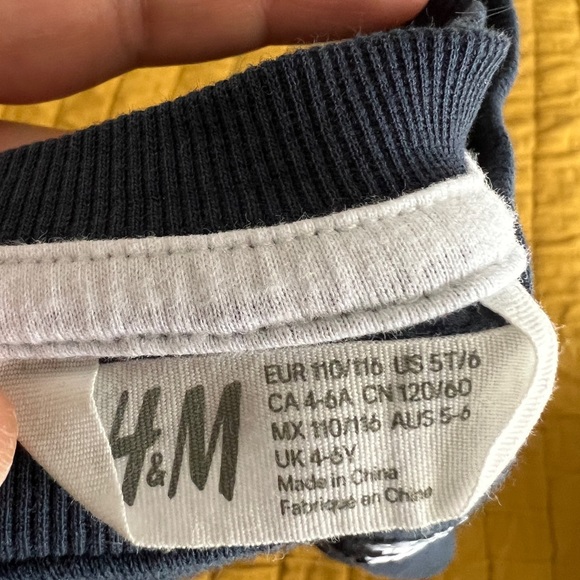 H&M
EUR 110/116 US 5T/6
CA 4-6A CN 120/60
MX 110/116 AUS 5-6
UK 4-6Y
Made in China
Fabriqué en Chine